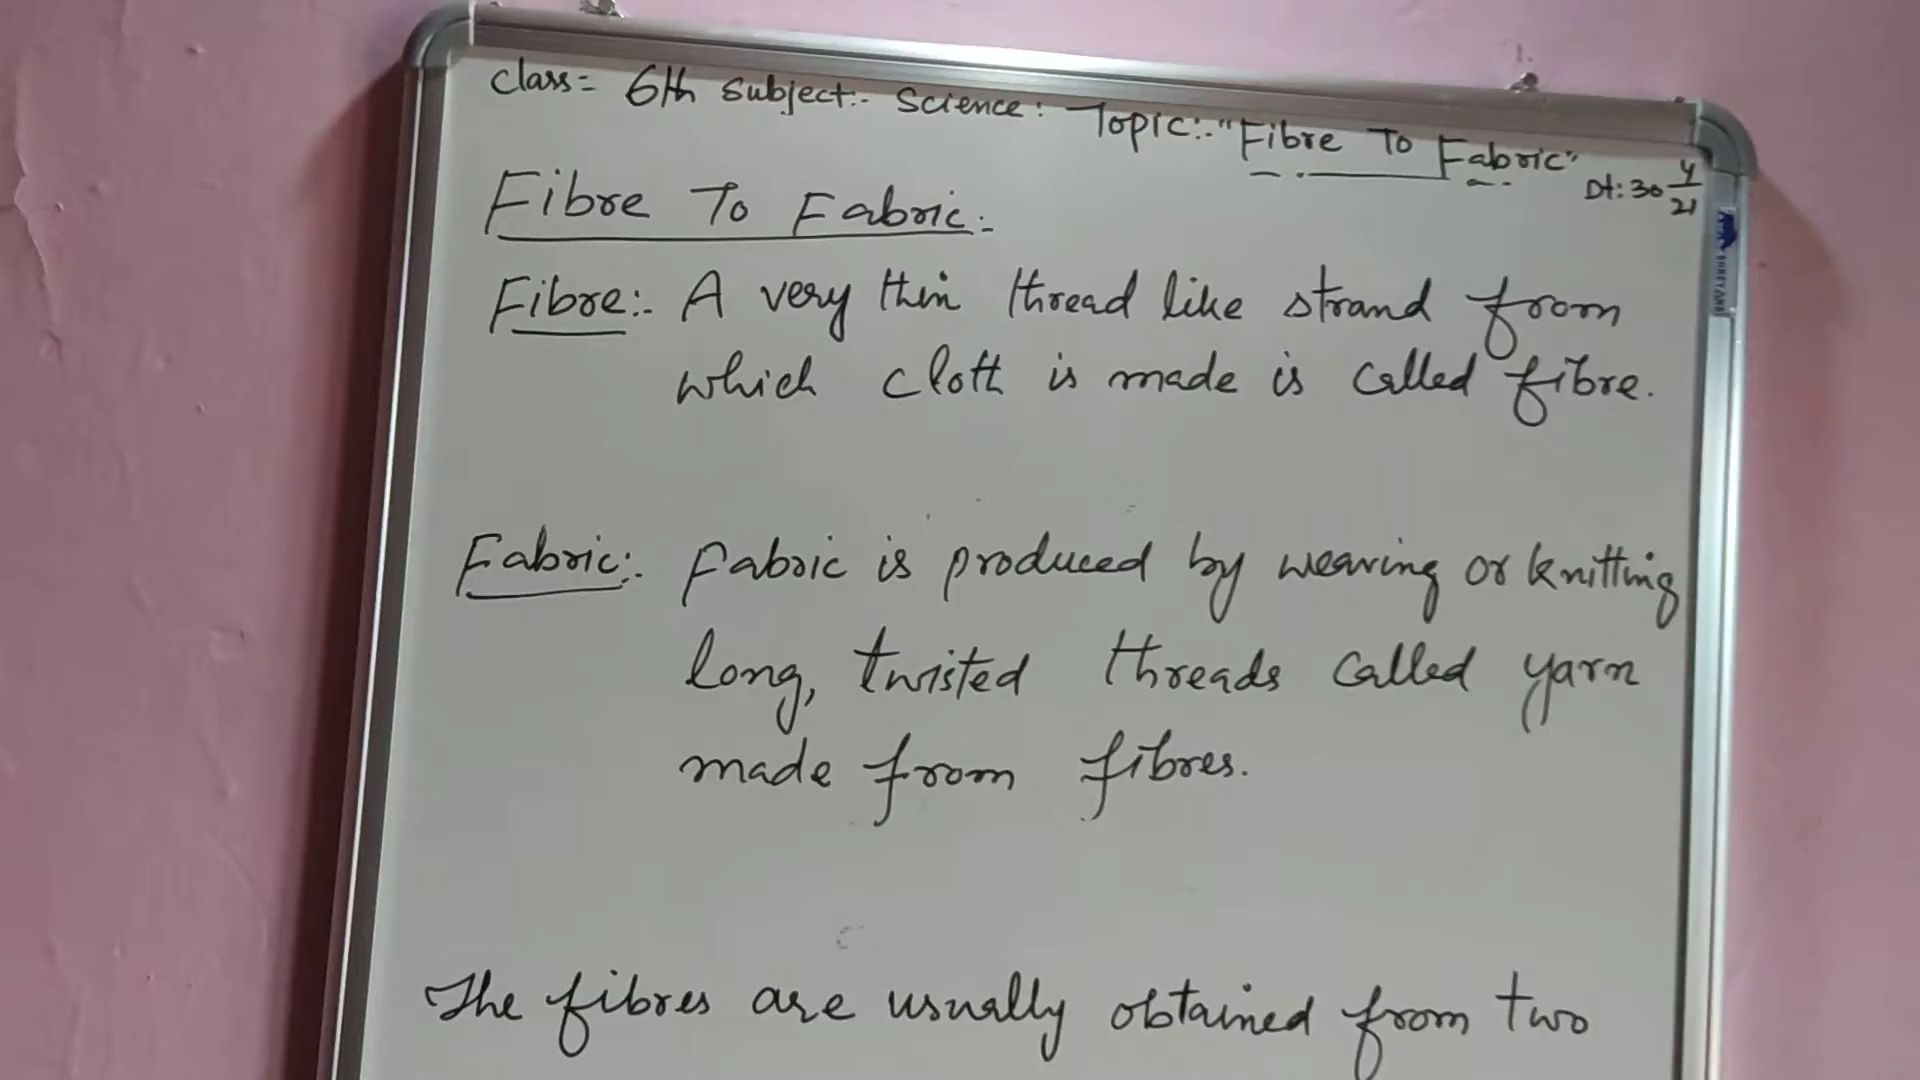 Class= 6th Subject:- Science: Topic:- "Fibre To Fabric"
Dt: 30 4/21
Fibre To Fabric:-
Fibre:- A very thin thread like strand from
which cloth is made is called fibre.
Fabric:- Fabric is produced by weaving or knitting
long, twisted threads called yarn
made from fibres.
The fibres are usually obtained from two